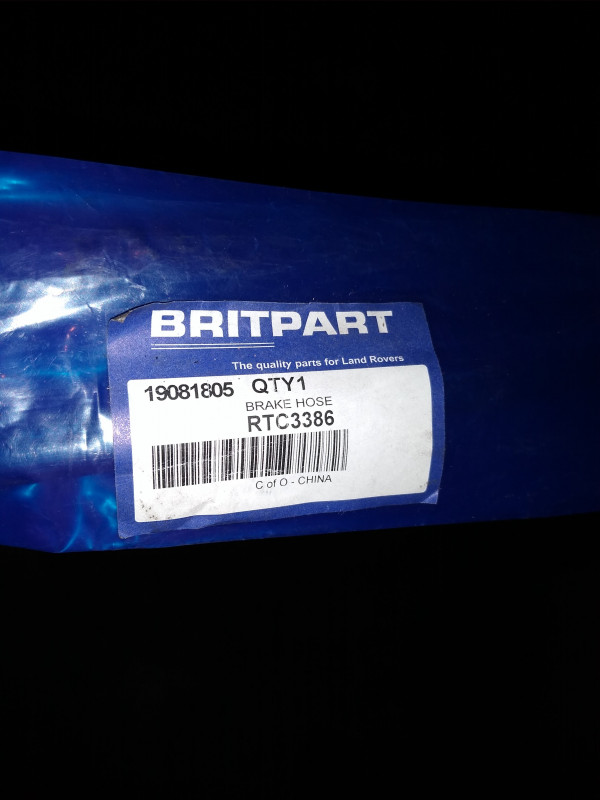 BRITPART
The quality parts for Land Rovers
19081805 QTY1
BRAKE HOSE
RTC3386
C of O - CHINA